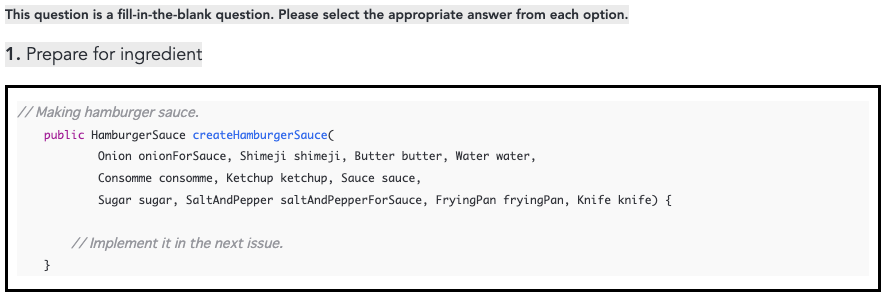 This question is a fill-in-the-blank question. Please select the appropriate answer from each option.
1. Prepare for ingredient
// Making hamburger sauce.
public HamburgerSauce createHamburgerSauce(
Onion onionForSauce, Shimeji shimeji, Butter butter, Water water,
Consomme consomme, Ketchup ketchup, Sauce sauce,
Sugar sugar, SaltAndPepper saltAndPepperForSauce, FryingPan fryingPan, Knife knife) {
// Implement it in the next issue.
}